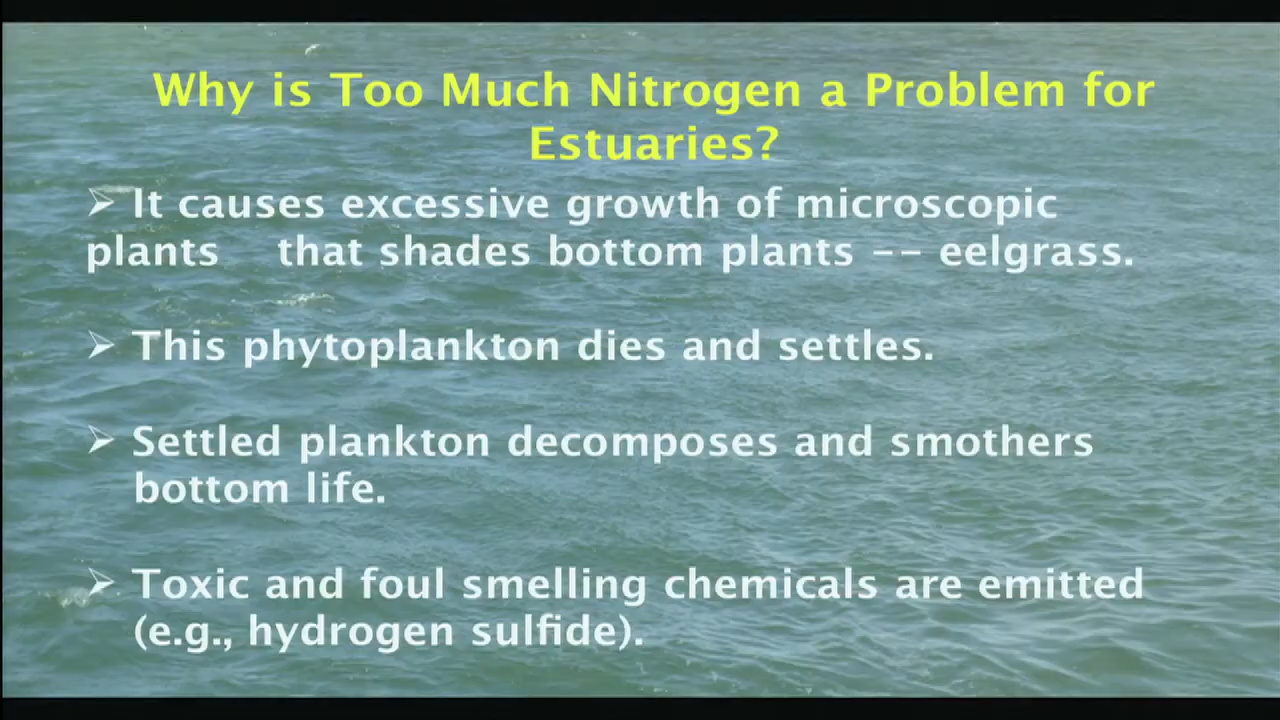 Why is Too Much Nitrogen a Problem for
Estuaries?
➢ It causes excessive growth of microscopic
plants that shades bottom plants -- eelgrass.
➢ This phytoplankton dies and settles.
➢ Settled plankton decomposes and smothers
bottom life.
➢ Toxic and foul smelling chemicals are emitted
(e.g., hydrogen sulfide).